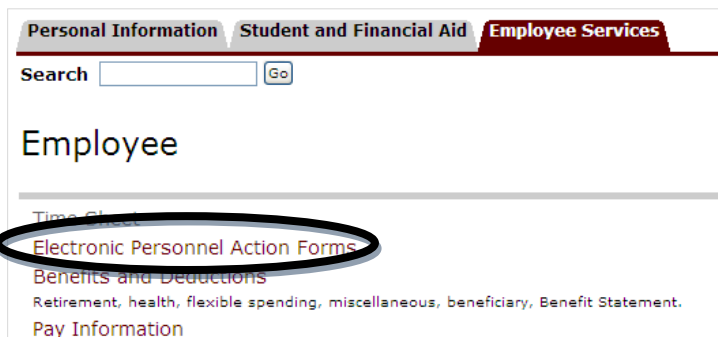 Personal Information Student and Financial Aid Employee Services
Search Go
Employee
Time Sheet
Electronic Personnel Action Forms
Benefits and Deductions
Retirement, health, flexible spending, miscellaneous, beneficiary, Benefit Statement.
Pay Information